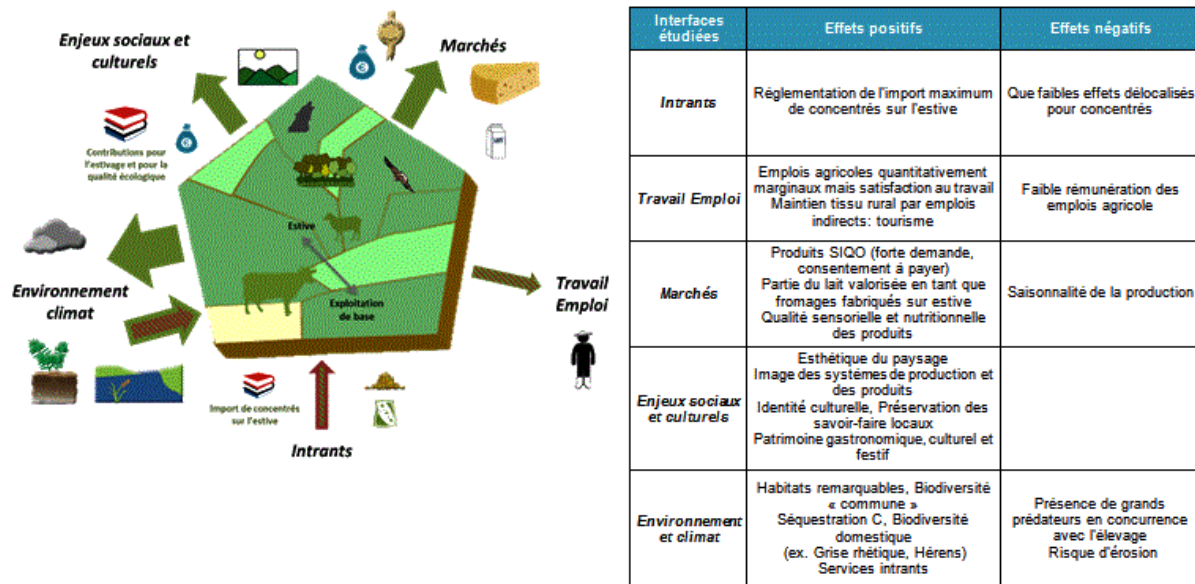 Enjeux sociaux et
culturels
Marchés
Contributions pour
l'estivage et pour la
qualité écologique
Estive
Environnement
climat
Exploitation
de base
Travail
Emploi
Import de concentrés
sur l'estive
Intrants
Interfaces
étudiées
Effets positifs
Effets négatifs
Intrants
Réglementation de l'import maximum
de concentrés sur l'estive
Que faibles effets délocalisés
pour concentrés
Travail Emploi
Emplois agricoles quantitativement
marginaux mais satisfaction au travail
Maintien tissu rural par emplois
indirects: tourisme
Faible rémunération des
emplois agricole
Marchés
Produits SIQO (forte demande,
consentement à payer)
Partie du lait valorisée en tant que
fromages fabriqués sur estive
Qualité sensorielle et nutritionnelle
des produits
Saisonnalité de la production
Enjeux sociaux
et culturels
Esthétique du paysage
Image des systèmes de production et
des produits
Identité culturelle, Préservation des
savoir-faire locaux
Patrimoine gastronomique, culturel et
festif
Environnement
et climat
Habitats remarquables, Biodiversité
« commune »
Séquestration C, Biodiversité
domestique
(ex. Grise rhétique, Hérens)
Services intrants
Présence de grands
prédateurs en concurrence
avec l'élevage
Risque d'érosion